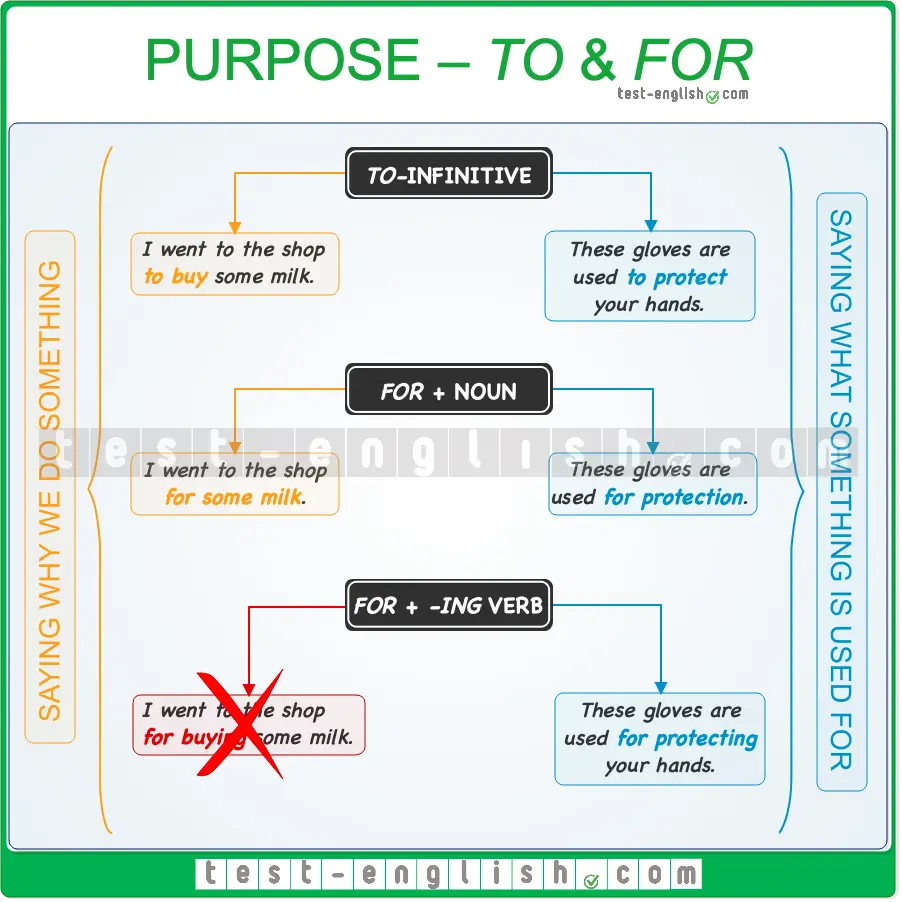 PURPOSE – TO & FOR
test-english.com
SAYING WHY WE DO SOMETHING
SAYING WHAT SOMETHING IS USED FOR
TO-INFINITIVE
I went to the shop
to buy some milk.
These gloves are
used to protect
your hands.
FOR + NOUN
test-english.com
I went to the shop
for some milk.
These gloves are
used for protection.
FOR + -ING VERB
I went to the shop
for buying some milk.
These gloves are
used for protecting
your hands.
test-english.com